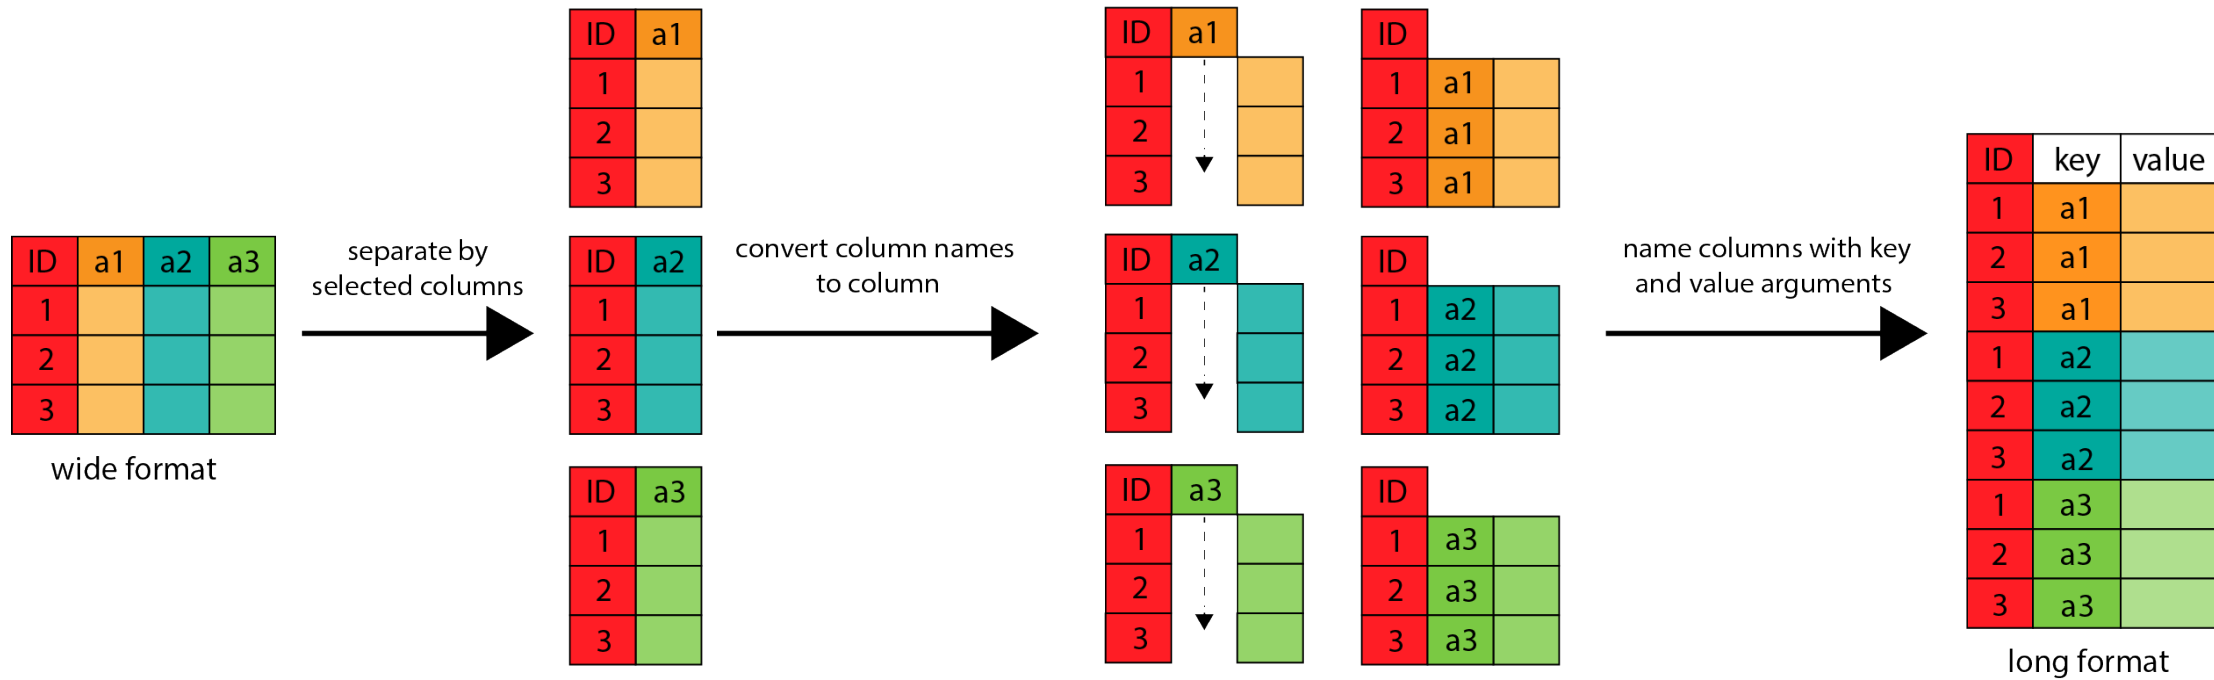 ID a1 a2 a3
1
2
3
wide format
separate by
selected columns
ID a1
1
2
3
ID a2
1
2
3
ID a3
1
2
3
convert column names
to column
ID a1
1
2
3
ID a2
1
2
3
ID a3
1
2
3
ID
1 a1
2 a1
3 a1
ID
1 a2
2 a2
3 a2
ID
1 a3
2 a3
3 a3
name columns with key
and value arguments
ID key value
1 a1
2 a1
3 a1
1 a2
2 a2
3 a2
1 a3
2 a3
3 a3
long format